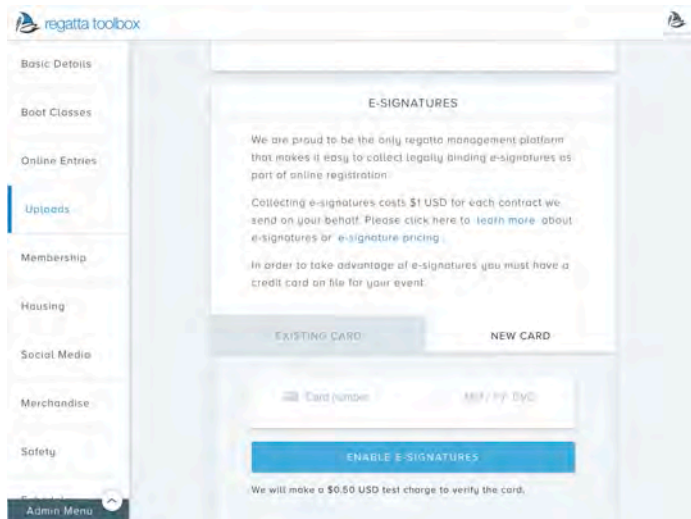 regatta toolbox
Basic Details
Boat Classes
Online Entries
Uploads
Membership
Housing
Social Media
Merchandise
Safety
Admin Menu
E-SIGNATURES
We are proud to be the only regatta management platform
that makes it easy to collect legally binding e-signatures as
part of online registration.
Collecting e-signatures costs $1 USD for each contract we
send on your behalf. Please click here to learn more about
e-signatures or e-signature pricing.
In order to take advantage of e-signatures you must have a
credit card on file for your event.
EXISTING CARD
NEW CARD
Card number
MM / YY CVC
ENABLE E-SIGNATURES
We will make a $0.50 USD test charge to verify the card.